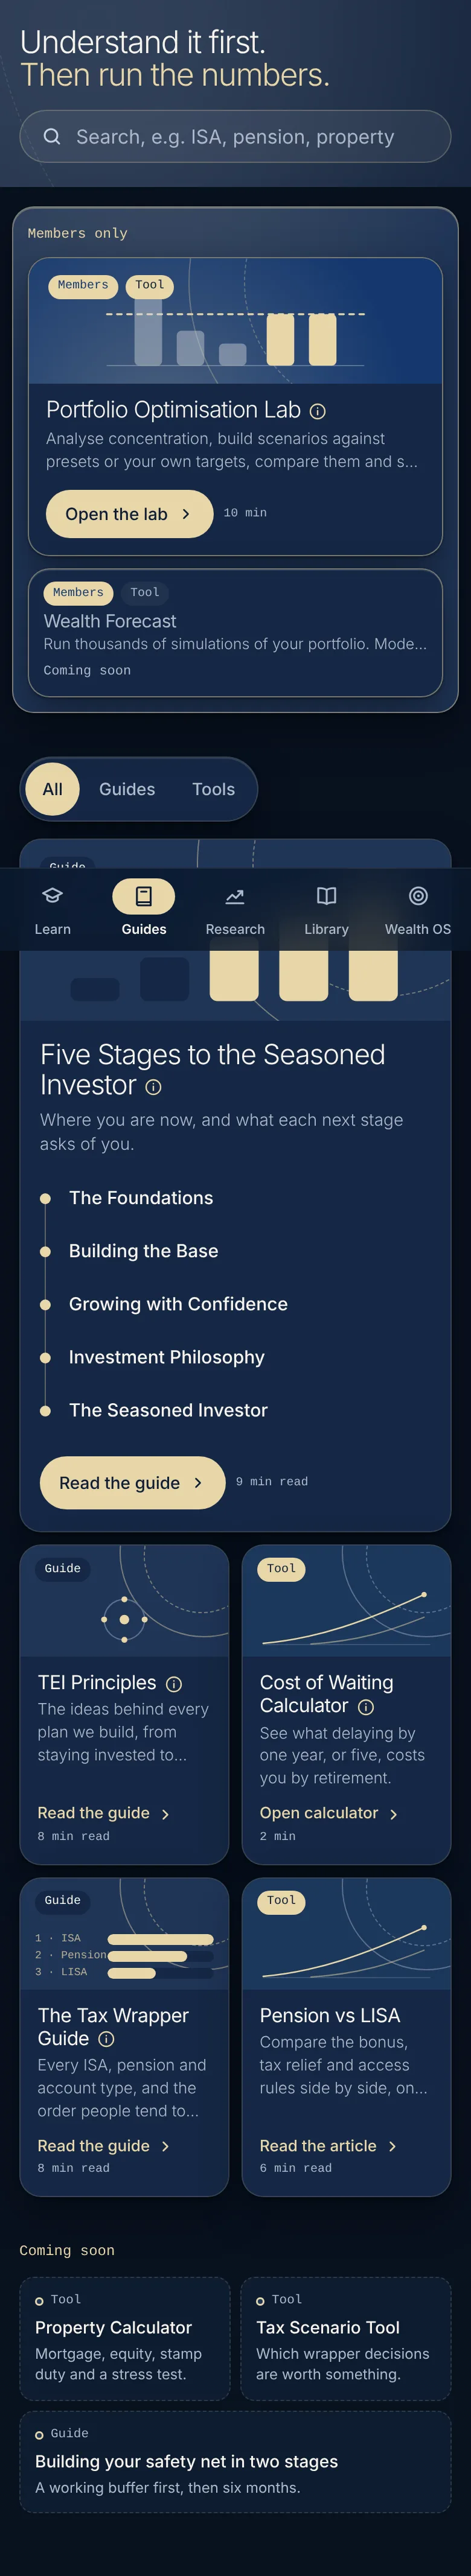 Understand it first.
Then run the numbers.
Search, e.g. ISA, pension, property
Members only
Members
Tool
Portfolio Optimisation Lab
Analyse concentration, build scenarios against
presets or your own targets, compare them and s...
Open the lab
10 min
Members
Tool
Wealth Forecast
Run thousands of simulations of your portfolio. Mode...
Coming soon
All
Guides
Tools
Guide
Learn
Guides
Research
Library
Wealth OS
Five Stages to the Seasoned
Investor
Where you are now, and what each next stage
asks of you.
The Foundations
Building the Base
Growing with Confidence
Investment Philosophy
The Seasoned Investor
Read the guide
9 min read
Guide
TEI Principles
The ideas behind every
plan we build, from
staying invested to...
Read the guide
8 min read
Tool
Cost of Waiting
Calculator
See what delaying by
one year, or five, costs
you by retirement.
Open calculator
2 min
Guide
1 · ISA
2 · Pension
3 · LISA
The Tax Wrapper
Guide
Every ISA, pension and
account type, and the
order people tend to...
Read the guide
8 min read
Tool
Pension vs LISA
Compare the bonus,
tax relief and access
rules side by side, on...
Read the article
6 min read
Coming soon
Tool
Property Calculator
Mortgage, equity, stamp
duty and a stress test.
Tool
Tax Scenario Tool
Which wrapper decisions
are worth something.
Guide
Building your safety net in two stages
A working buffer first, then six months.